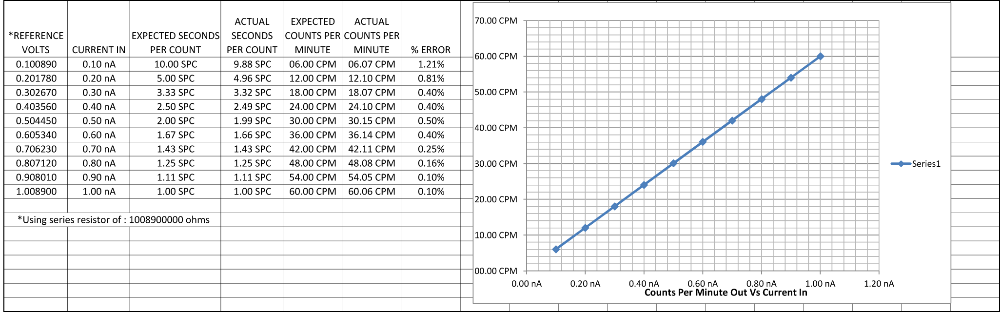 *REFERENCE VOLTS CURRENT IN EXPECTED SECONDS PER COUNT ACTUAL SECONDS PER COUNT EXPECTED COUNTS PER MINUTE ACTUAL COUNTS PER MINUTE % ERROR
0.100890 0.10 nA 10.00 SPC 9.88 SPC 06.00 CPM 06.07 CPM 1.21%
0.201780 0.20 nA 5.00 SPC 4.96 SPC 12.00 CPM 12.10 CPM 0.81%
0.302670 0.30 nA 3.33 SPC 3.32 SPC 18.00 CPM 18.07 CPM 0.40%
0.403560 0.40 nA 2.50 SPC 2.49 SPC 24.00 CPM 24.10 CPM 0.40%
0.504450 0.50 nA 2.00 SPC 1.99 SPC 30.00 CPM 30.15 CPM 0.50%
0.605340 0.60 nA 1.67 SPC 1.66 SPC 36.00 CPM 36.14 CPM 0.40%
0.706230 0.70 nA 1.43 SPC 1.43 SPC 42.00 CPM 42.11 CPM 0.25%
0.807120 0.80 nA 1.25 SPC 1.25 SPC 48.00 CPM 48.08 CPM 0.16%
0.908010 0.90 nA 1.11 SPC 1.11 SPC 54.00 CPM 54.05 CPM 0.10%
1.008900 1.00 nA 1.00 SPC 1.00 SPC 60.00 CPM 60.06 CPM 0.10%
*Using series resistor of : 1008900000 ohms
70.00 CPM
60.00 CPM
50.00 CPM
40.00 CPM
30.00 CPM
20.00 CPM
10.00 CPM
00.00 CPM
0.00 nA 0.20 nA 0.40 nA 0.60 nA 0.80 nA 1.00 nA 1.20 nA
Counts Per Minute Out Vs Current In
Series1